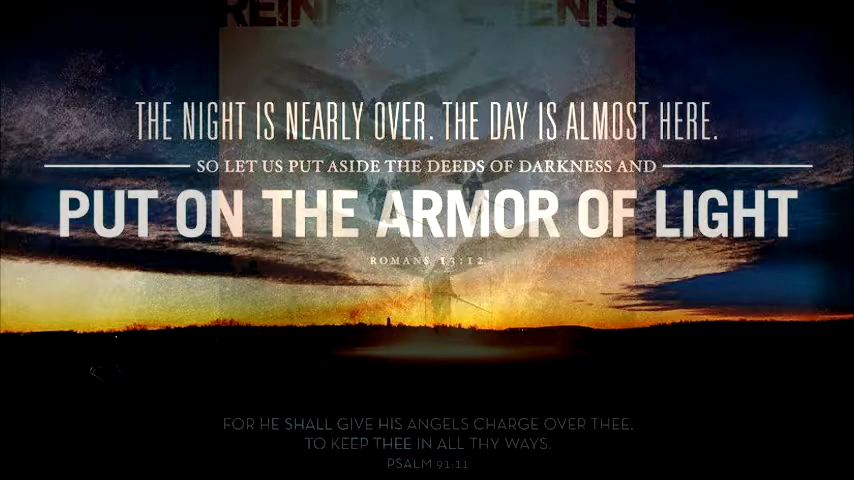 THE NIGHT IS NEARLY OVER. THE DAY IS ALMOST HERE.
SO LET US PUT ASIDE THE DEEDS OF DARKNESS AND
PUT ON THE ARMOR OF LIGHT
ROMANS 13:12
FOR HE SHALL GIVE HIS ANGELS CHARGE OVER THEE,
TO KEEP THEE IN ALL THY WAYS.
PSALM 91:11